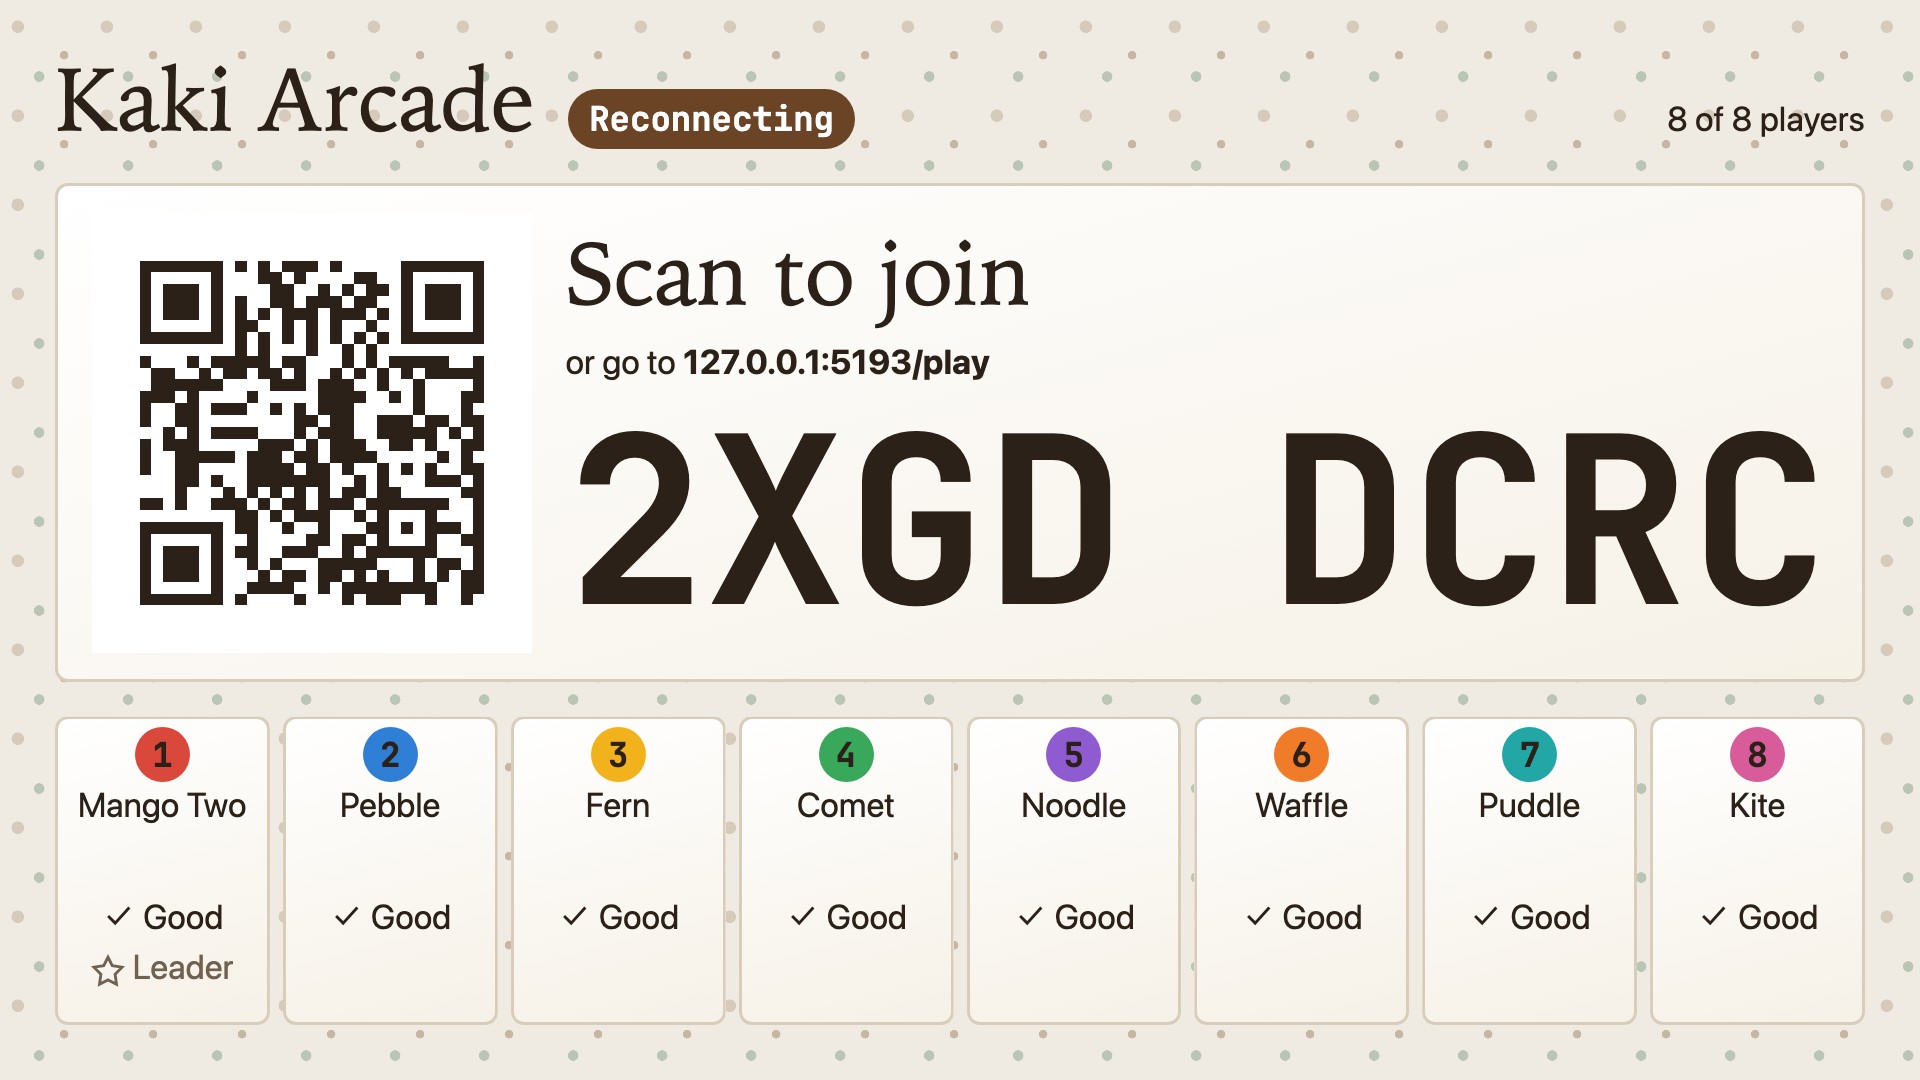 Kaki Arcade
Reconnecting
8 of 8 players
Scan to join
or go to 127.0.0.1:5193/play
2XGD DCRC
1
Mango Two
✓ Good
☆ Leader
2
Pebble
✓ Good
3
Fern
✓ Good
4
Comet
✓ Good
5
Noodle
✓ Good
6
Waffle
✓ Good
7
Puddle
✓ Good
8
Kite
✓ Good